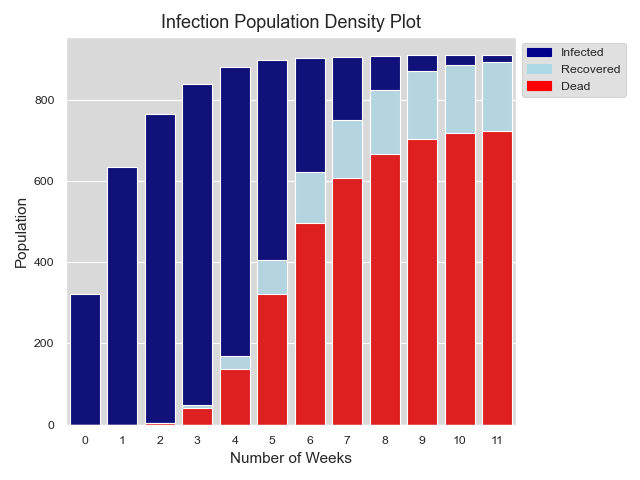 Infection Population Density Plot
Infected
Recovered
Dead
800
600
400
200
0
Population
0 1 2 3 4 5 6 7 8 9 10 11
Number of Weeks